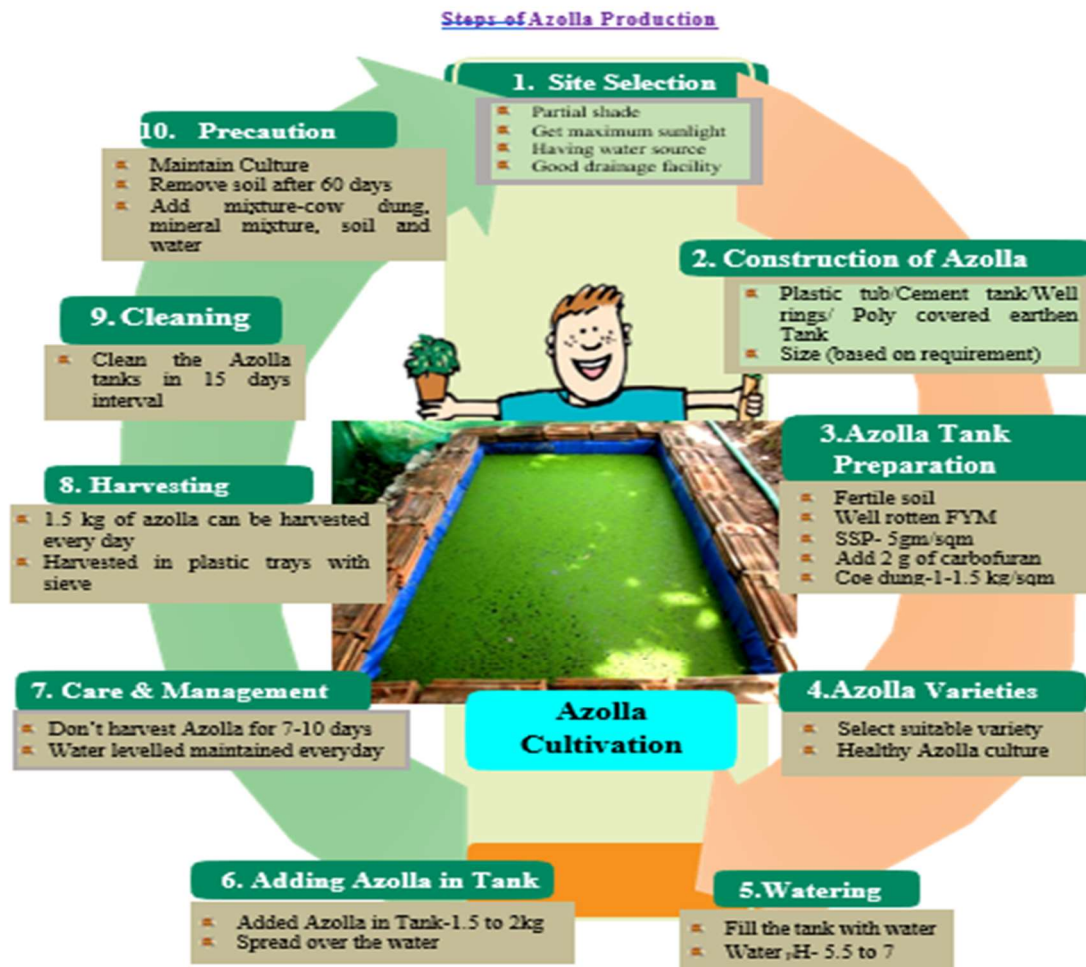 Steps of Azolla Production
1. Site Selection
Partial shade
Get maximum sunlight
Having water source
Good drainage facility
2. Construction of Azolla
Plastic tub/Cement tank/Well
rings/ Poly covered earthen
Tank
Size (based on requirement)
3.Azolla Tank
Preparation
Fertile soil
Well rotten FYM
SSP- 5gm/sqm
Add 2 g of carbofuran
Coe dung-1-1.5 kg/sqm
4.Azolla Varieties
Select suitable variety
Healthy Azolla culture
5.Watering
Fill the tank with water
Water pH- 5.5 to 7
6. Adding Azolla in Tank
Added Azolla in Tank-1.5 to 2kg
Spread over the water
7. Care & Management
Don't harvest Azolla for 7-10 days
Water levelled maintained everyday
8. Harvesting
1.5 kg of azolla can be harvested
every day
Harvested in plastic trays with
sieve
9. Cleaning
Clean the Azolla
tanks in 15 days
interval
10. Precaution
Maintain Culture
Remove soil after 60 days
Add mixture-cow dung,
mineral mixture, soil and
water
Azolla
Cultivation